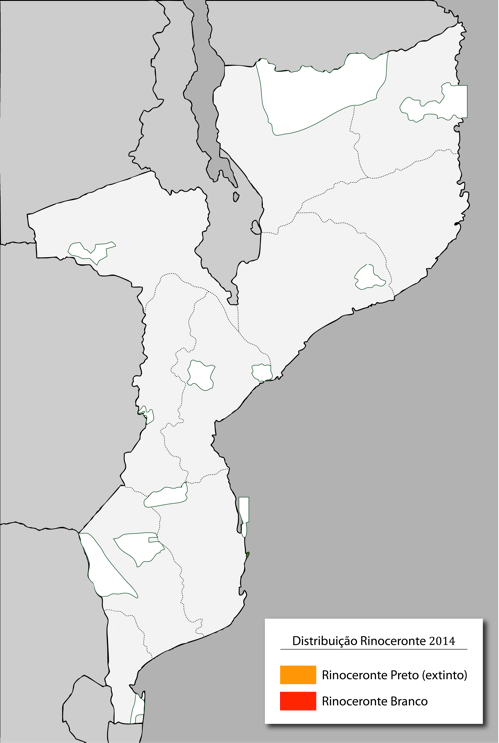 Distribuição Rinoceronte 2014
Rinoceronte Preto (extinto)
Rinoceronte Branco